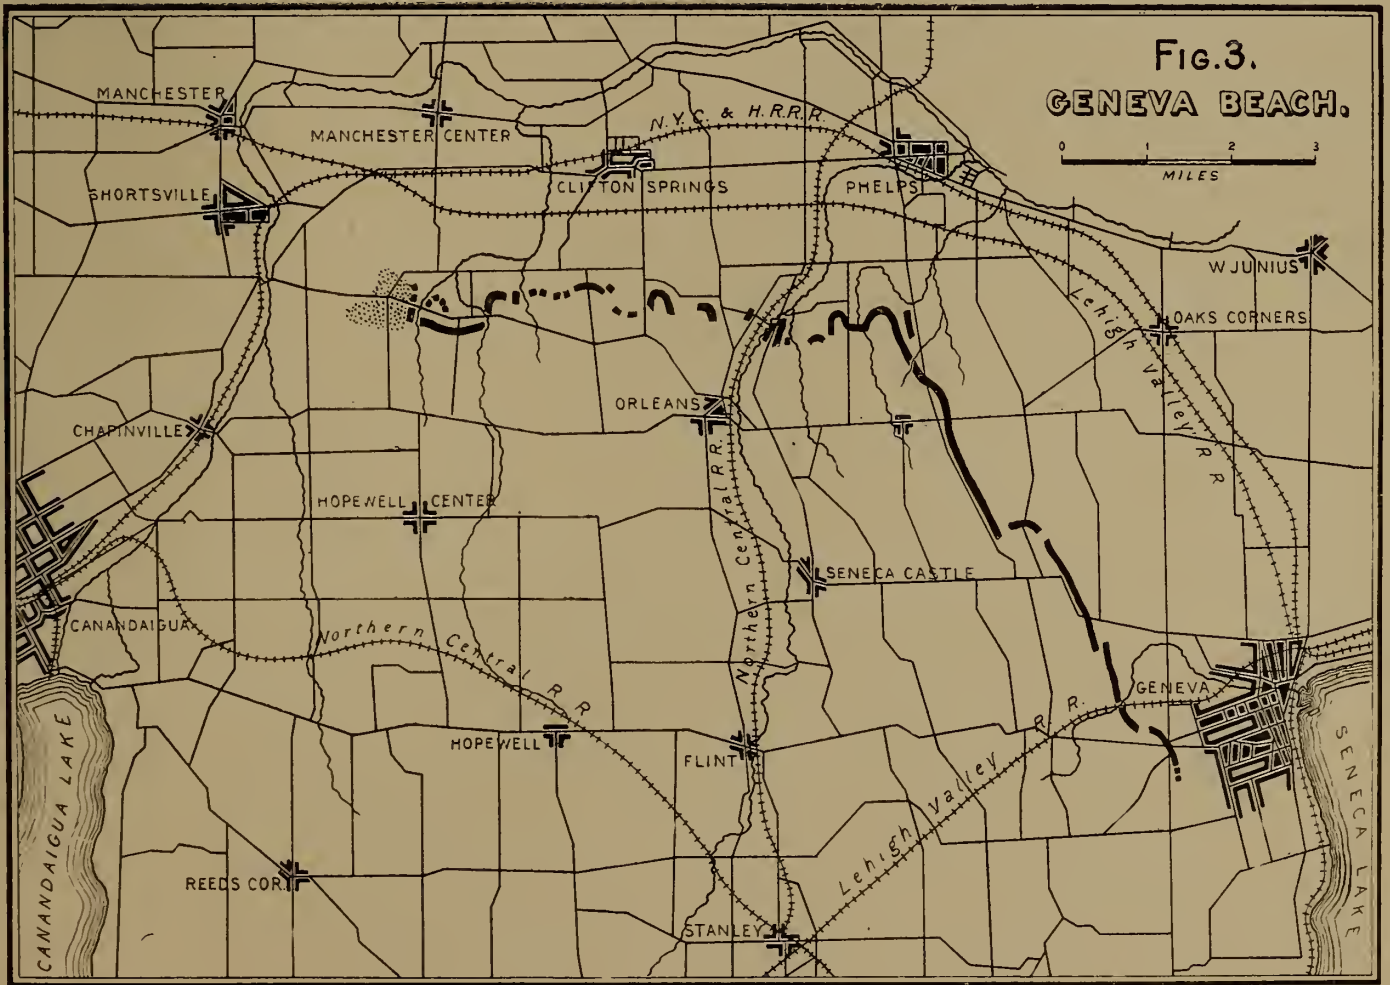 FIG.3.
GENEVA BEACH.
0 1 2 3
MILES
MANCHESTER
MANCHESTER CENTER
N.Y.C. & H.R.R.R.
CLIFTON SPRINGS
PHELPS
SHORTSVILLE
W JUNIUS
OAKS CORNERS
Lehigh Valley R R
ORLEANS
CHAPINVILLE
Northern Central R.R.
HOPEWELL CENTER
SENECA CASTLE
CANANDAIGUA
Northern Central R R
GENEVA
HOPEWELL
FLINT
Lehigh Valley R. R.
CANANDAIGUA LAKE
SENECA LAKE
REEDS COR.
STANLEY